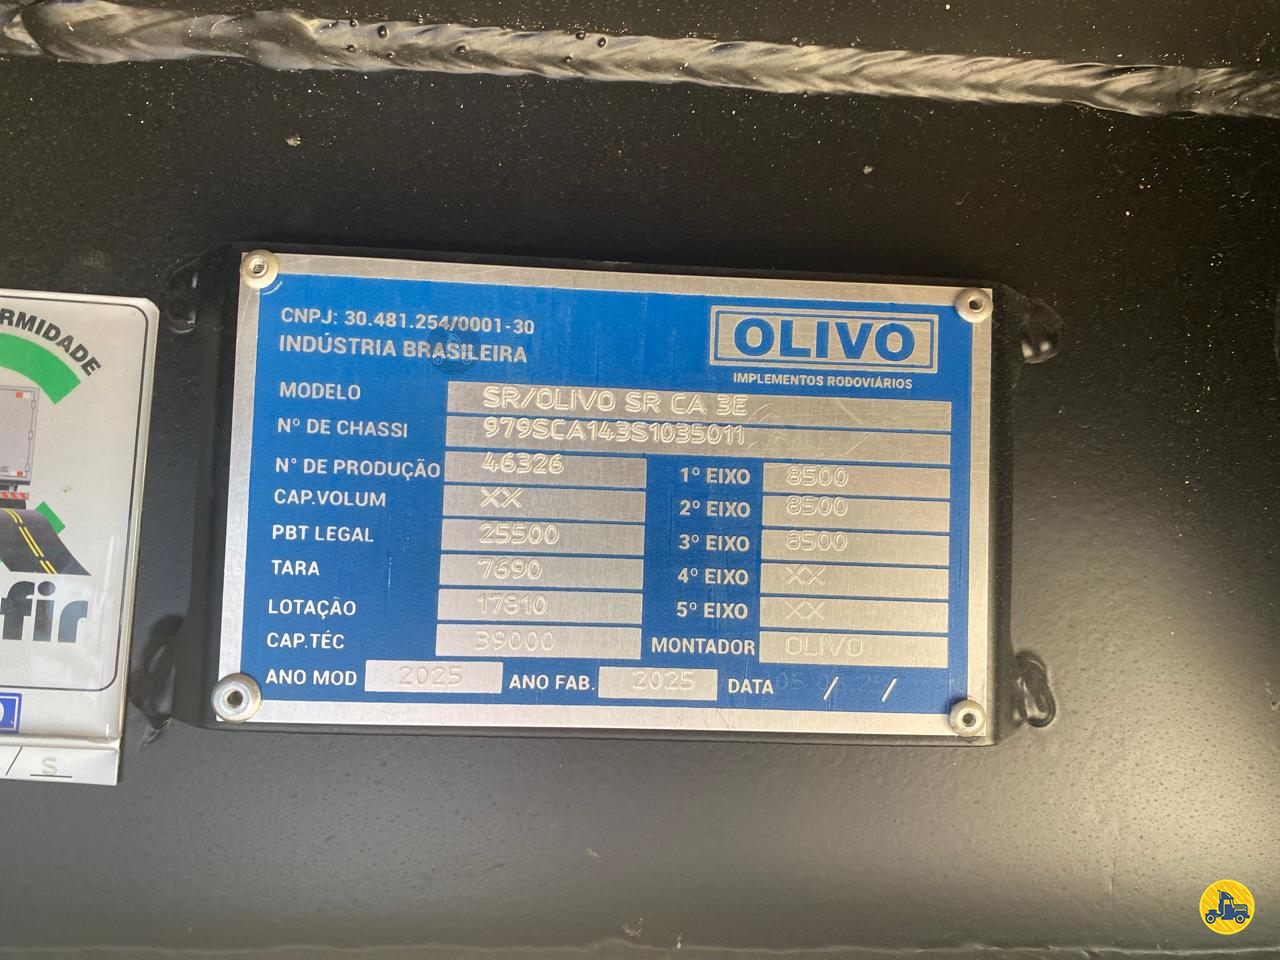 CNPJ: 30.481.254/0001-30
INDÚSTRIA BRASILEIRA
OLIVO
IMPLEMENTOS RODOVIÁRIOS
MODELO SR/OLIVO SR CA 3E
Nº DE CHASSI 979SCA143S1035011
Nº DE PRODUÇÃO 46326 1º EIXO 8500
CAP.VOLUM XX 2º EIXO 8500
PBT LEGAL 25500 3º EIXO 8500
TARA 7690 4º EIXO XX
LOTAÇÃO 17810 5º EIXO XX
CAP.TÉC 39000 MONTADOR OLIVO
ANO MOD 2025 ANO FAB. 2025 DATA / /
RMIDADE
fir
/ S